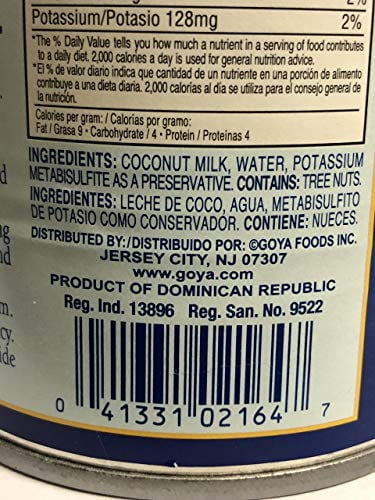 Potassium/Potasio 128mg 2%
*The % Daily Value tells you how much a nutrient in a serving of food contributes
to a daily diet. 2,000 calories a day is used for general nutrition advice.
*El % de valor diario indica que cantidad de un nutriente en una porción de alimento
contribuye a una dieta diaria. 2,000 calorías al día se utiliza para el consejo general de
la nutrición.
Calories per gram: / Calorías por gramo:
Fat / Grasa 9 • Carbohydrate / 4 • Protein / Proteínas 4
INGREDIENTS: COCONUT MILK, WATER, POTASSIUM
METABISULFITE AS A PRESERVATIVE. CONTAINS: TREE NUTS.
INGREDIENTES: LECHE DE COCO, AGUA, METABISULFITO
DE POTASIO COMO CONSERVADOR. CONTIENE: NUECES.
DISTRIBUTED BY:/DISTRIBUIDO POR: ©GOYA FOODS INC.
JERSEY CITY, NJ 07307
www.goya.com
PRODUCT OF DOMINICAN REPUBLIC
Reg. Ind. 13896 Reg. San. No. 9522
0 41331 02164 7